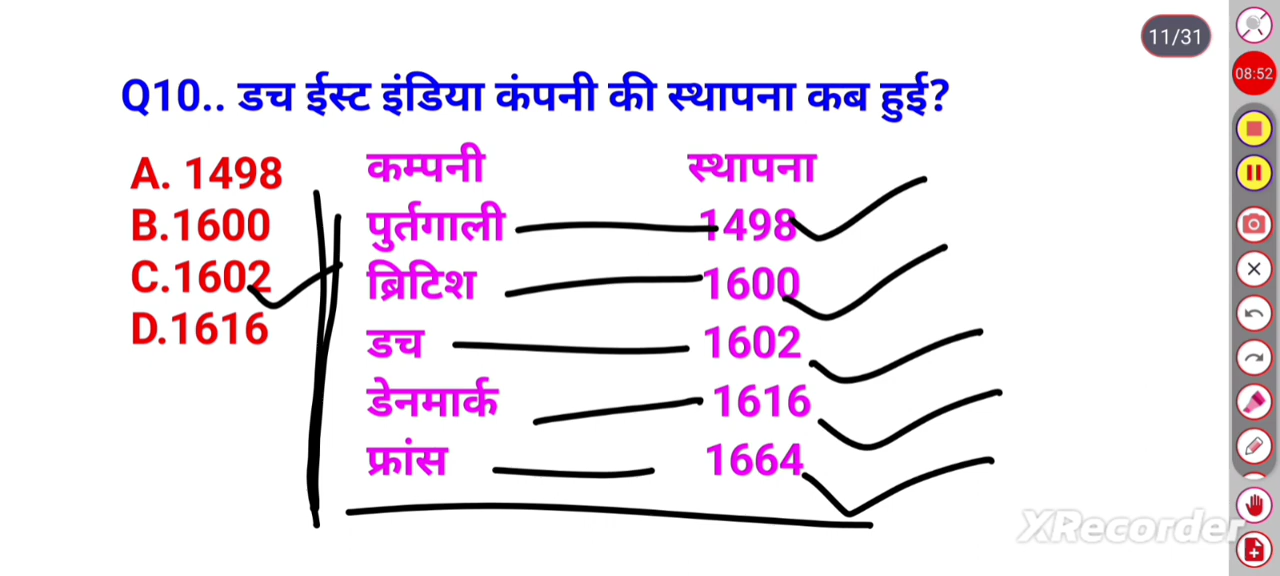 11/31
08:52
Q10.. डच ईस्ट इंडिया कंपनी की स्थापना कब हुई?
A. 1498
B.1600
C.1602
D.1616
कम्पनी स्थापना
पुर्तगाली 1498
ब्रिटिश 1600
डच 1602
डेनमार्क 1616
फ्रांस 1664
XRecorder